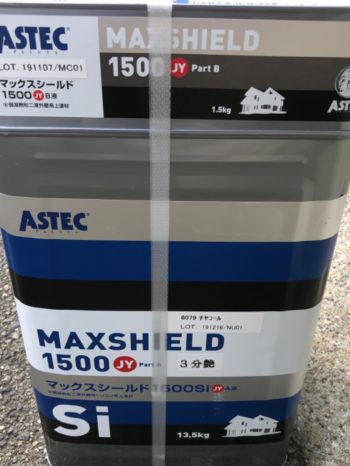 ASTEC
PAINTS
MAXSHIELD
LOT. 191107/MC01
1500 JY Part B
マックスシールド
1500 JY B液
1.5kg
ASTEC
PAINTS
8079 チャコール
LOT: 191216/NU01
MAXSHIELD
1500 JY Part A
3分艶
マックスシールド1500Si JY A液
Si
13.5kg